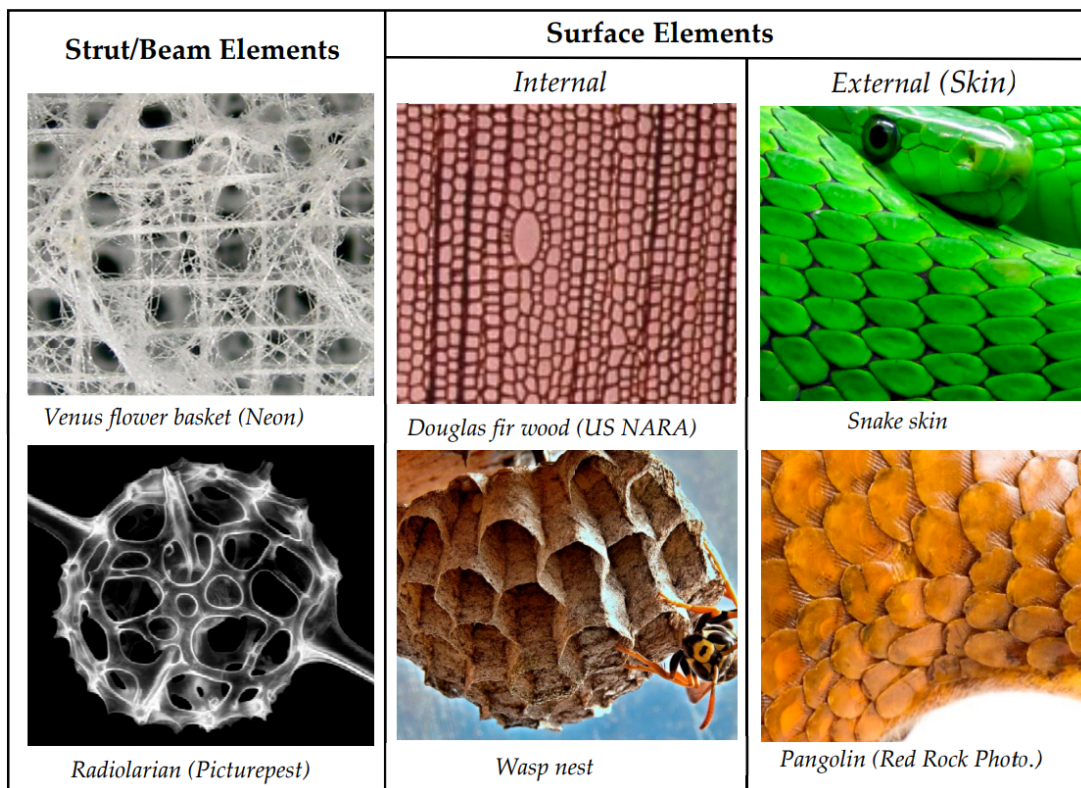 Strut/Beam Elements
Surface Elements
Internal
External (Skin)
Venus flower basket (Neon)
Douglas fir wood (US NARA)
Snake skin
Radiolarian (Picturepest)
Wasp nest
Pangolin (Red Rock Photo.)